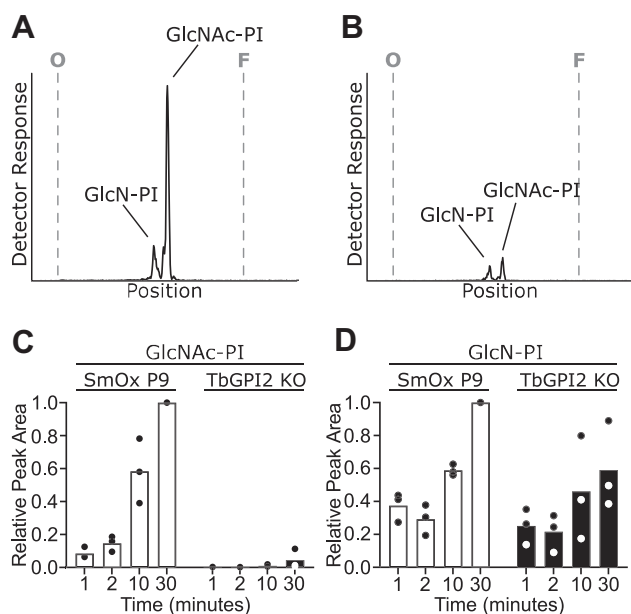 A
GlcNAc-PI
O
F
GlcN-PI
Detector Response
Position
B
O
F
GlcNAc-PI
GlcN-PI
Detector Response
Position
C
GlcNAc-PI
SmOx P9 TbGPI2 KO
Relative Peak Area
1.0
0.8
0.6
0.4
0.2
0.0
1 2 10 30 1 2 10 30
Time (minutes)
D
GlcN-PI
SmOx P9 TbGPI2 KO
Relative Peak Area
1.0
0.8
0.6
0.4
0.2
0.0
1 2 10 30 1 2 10 30
Time (minutes)